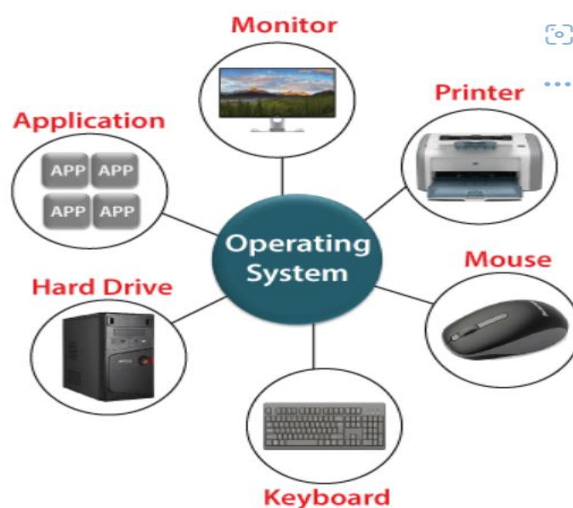 Monitor
Printer
Application
APP APP
APP APP
Operating
System
Mouse
Hard Drive
Keyboard